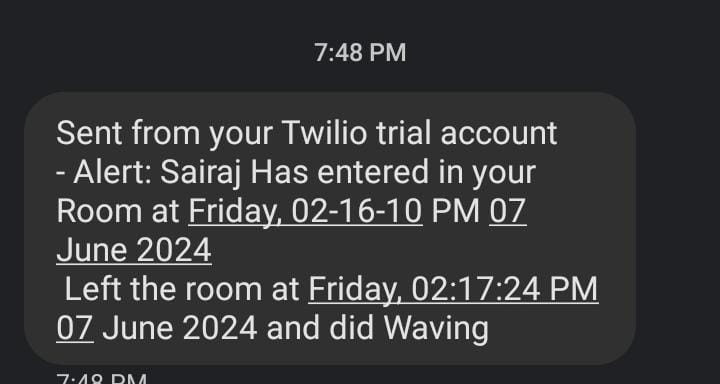 7:48 PM
Sent from your Twilio trial account
- Alert: Sairaj Has entered in your
Room at Friday, 02-16-10 PM 07
June 2024
Left the room at Friday, 02:17:24 PM
07 June 2024 and did Waving
7:48 PM